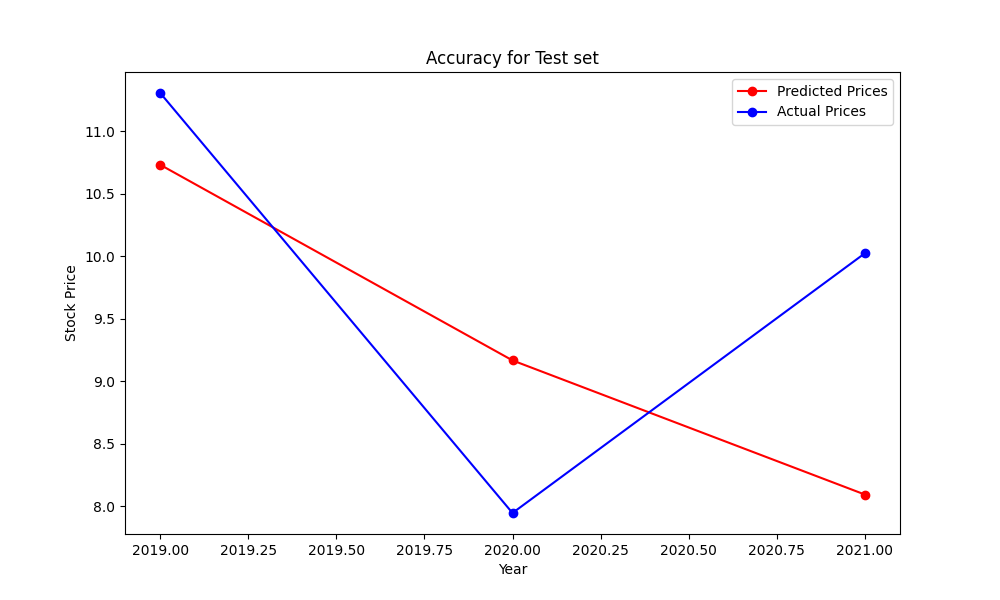 Accuracy for Test set
Predicted Prices
Actual Prices
11.0
10.5
10.0
9.5
9.0
8.5
8.0
Stock Price
2019.00 2019.25 2019.50 2019.75 2020.00 2020.25 2020.50 2020.75 2021.00
Year